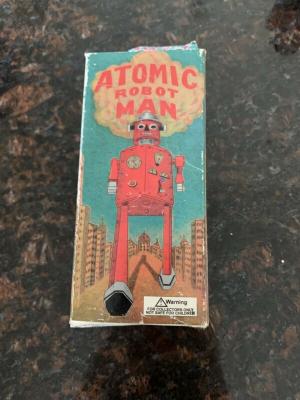 ATOMIC
ROBOT
MAN
Warning
FOR COLLECTORS ONLY
NOT SAFE FOR CHILDREN